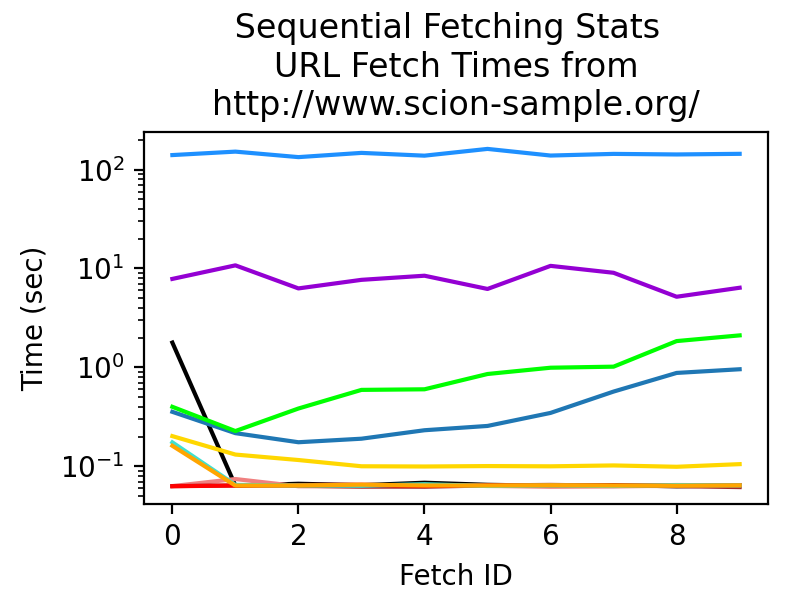 Sequential Fetching Stats
URL Fetch Times from
http://www.scion-sample.org/
10²
10¹
10⁰
10⁻¹
Time (sec)
0 2 4 6 8
Fetch ID